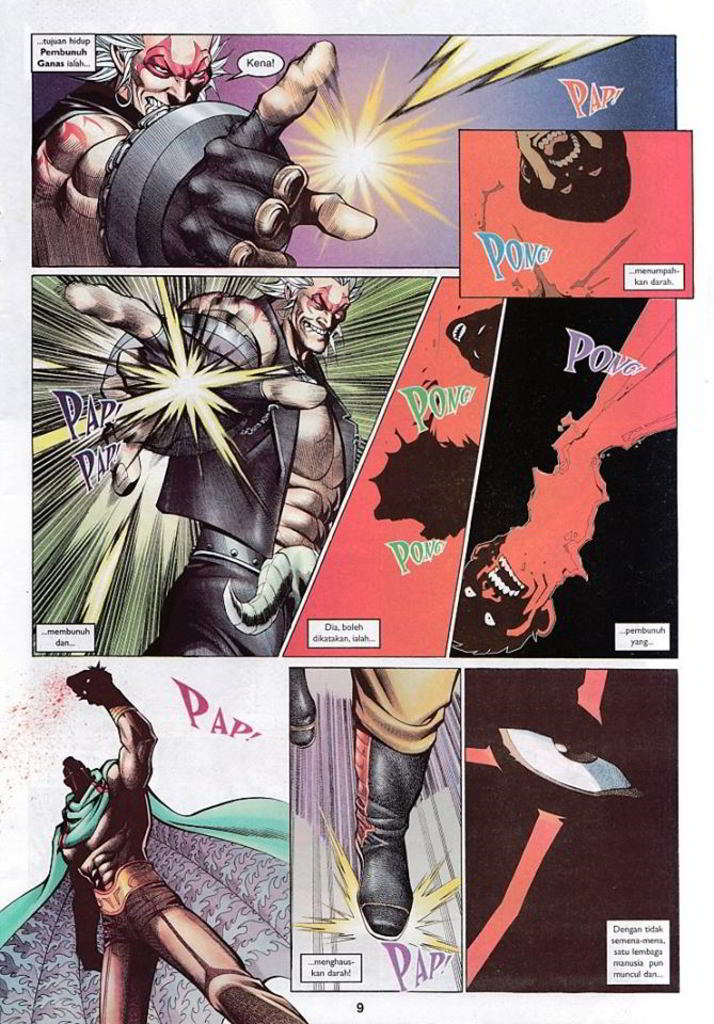 ...tujuan hidup
Pembunuh
Ganas ialah...
Kena!
PAP!
PONG!
...menumpah-
kan darah.
PAP!
PAP!
...membunuh
dan...
PONG!
PONG!
Dia, boleh
dikatakan, ialah...
PONG!
...pembunuh
yang...
PAP!
...menghaus-
kan darah!
PAP!
Dengan tidak
semena-mena,
satu lembaga
manusia pun
muncul dan...
9